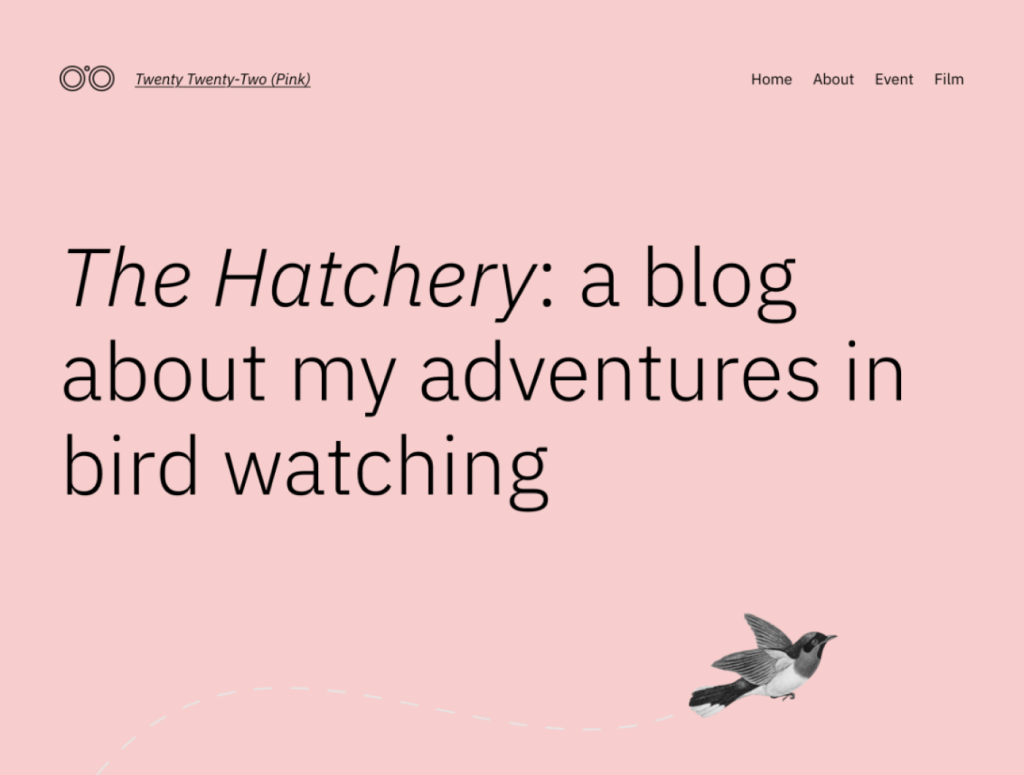 Twenty Twenty-Two (Pink)
Home About Event Film
The Hatchery: a blog
about my adventures in
bird watching